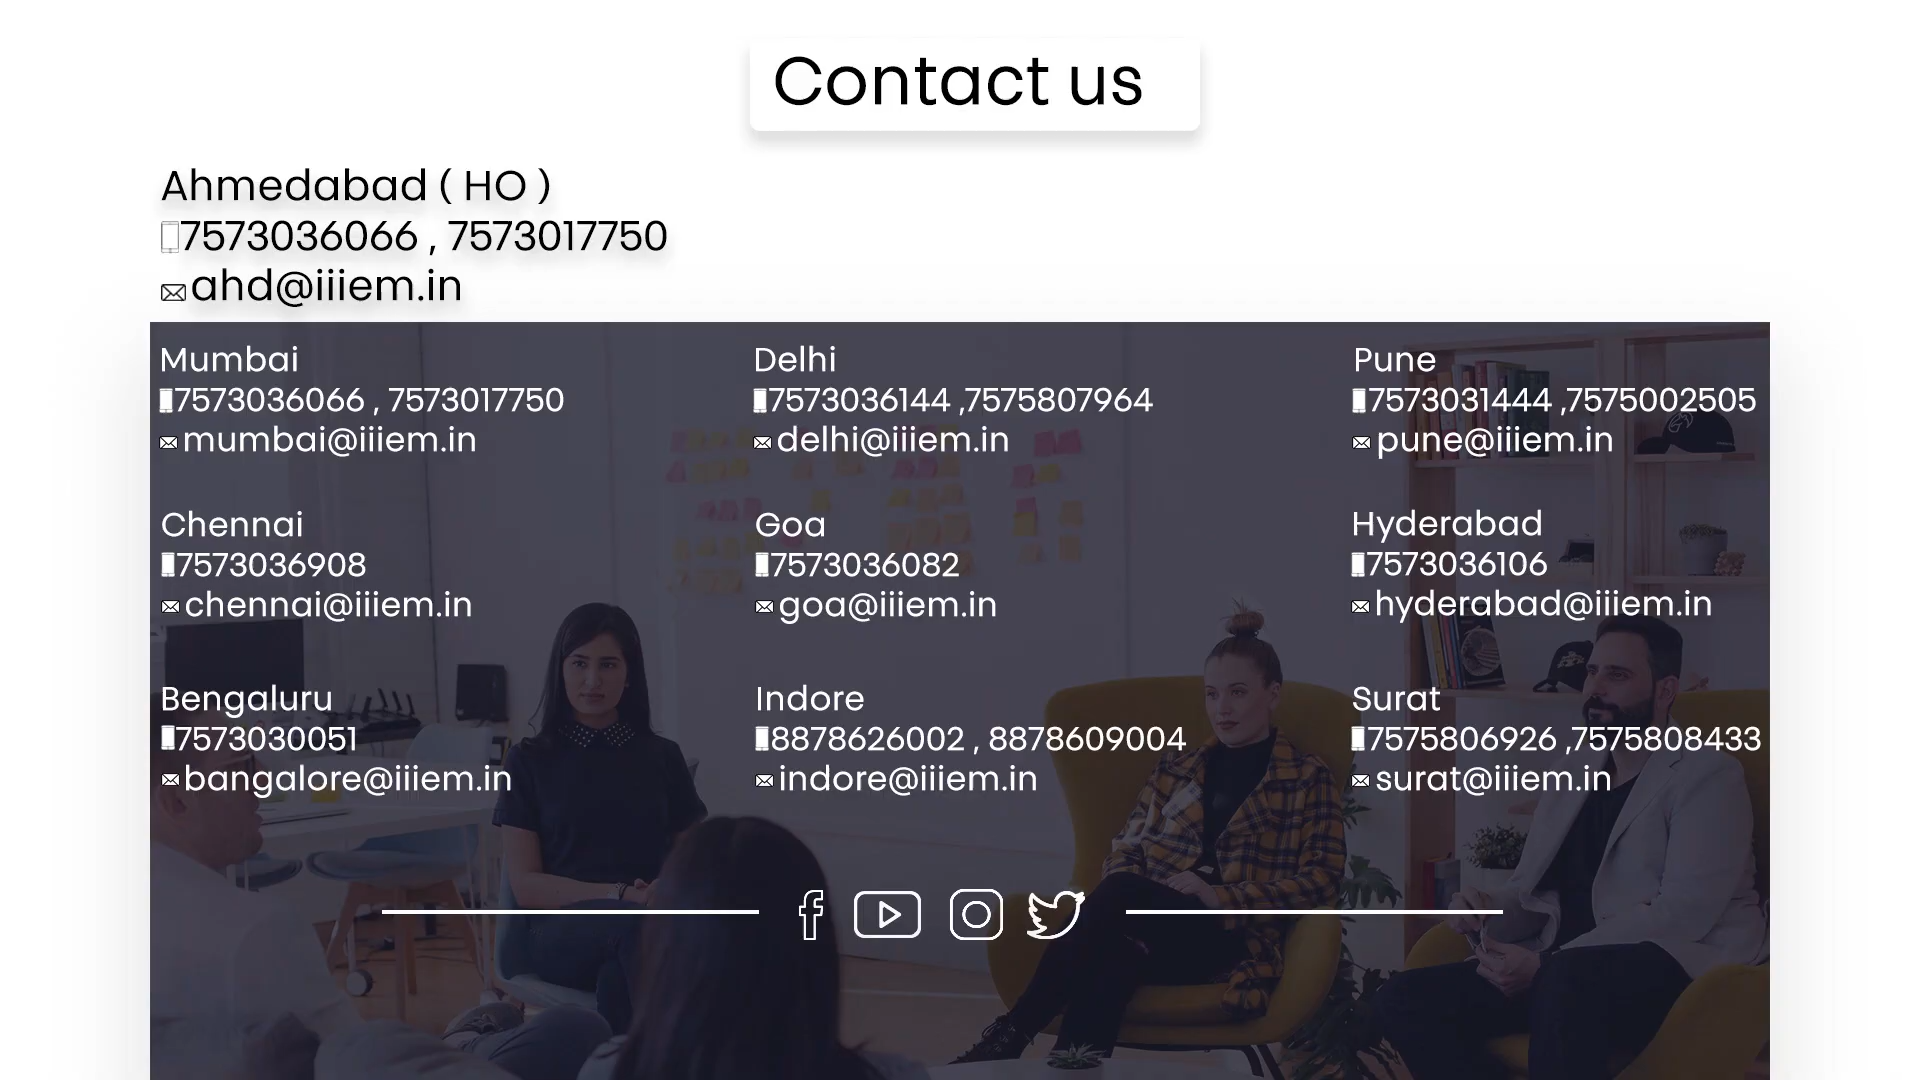 Contact us
Ahmedabad ( HO )
7573036066 , 7573017750
ahd@iiiem.in
Mumbai
7573036066 , 7573017750
mumbai@iiiem.in
Delhi
7573036144 ,7575807964
delhi@iiiem.in
Pune
7573031444 ,7575002505
pune@iiiem.in
Chennai
7573036908
chennai@iiiem.in
Goa
7573036082
goa@iiiem.in
Hyderabad
7573036106
hyderabad@iiiem.in
Bengaluru
7573030051
bangalore@iiiem.in
Indore
8878626002 , 8878609004
indore@iiiem.in
Surat
7575806926 ,7575808433
surat@iiiem.in